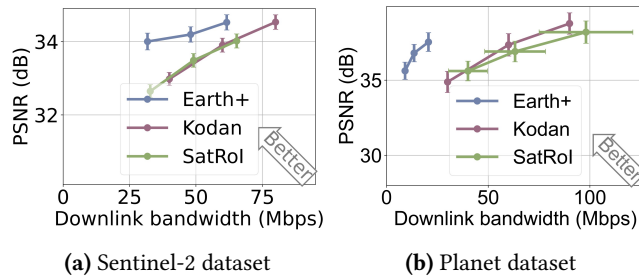 PSNR (dB)
34
32
Earth+
Kodan
SatRoI
Better
0 25 50 75
Downlink bandwidth (Mbps)
(a) Sentinel-2 dataset
PSNR (dB)
35
30
Earth+
Kodan
SatRoI
Better
0 50 100
Downlink bandwidth (Mbps)
(b) Planet dataset